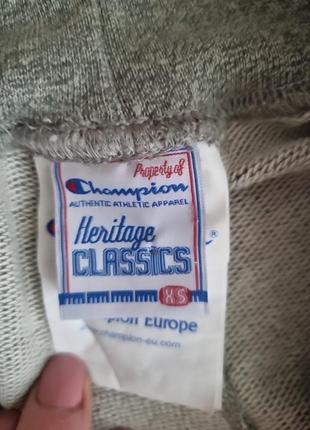 Property of
Champion
AUTHENTIC ATHLETIC APPAREL
Heritage
CLASSICS
XS
®
Europe
champion-eu.com